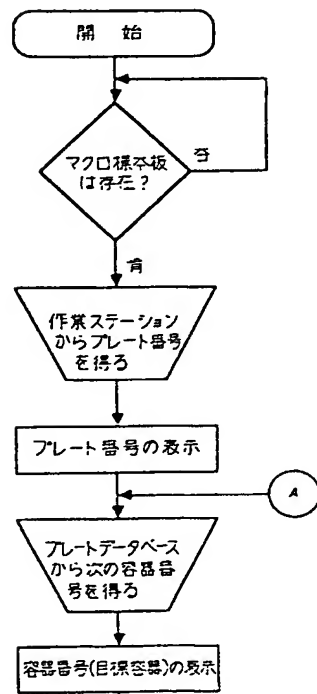 開始
マクロ標本板
は存在?
否
肯
作業ステーション
からプレート番号
を得る
プレート番号の表示
A
プレートデータベース
から次の容器番
号を得る
容器番号(目標容器)の表示